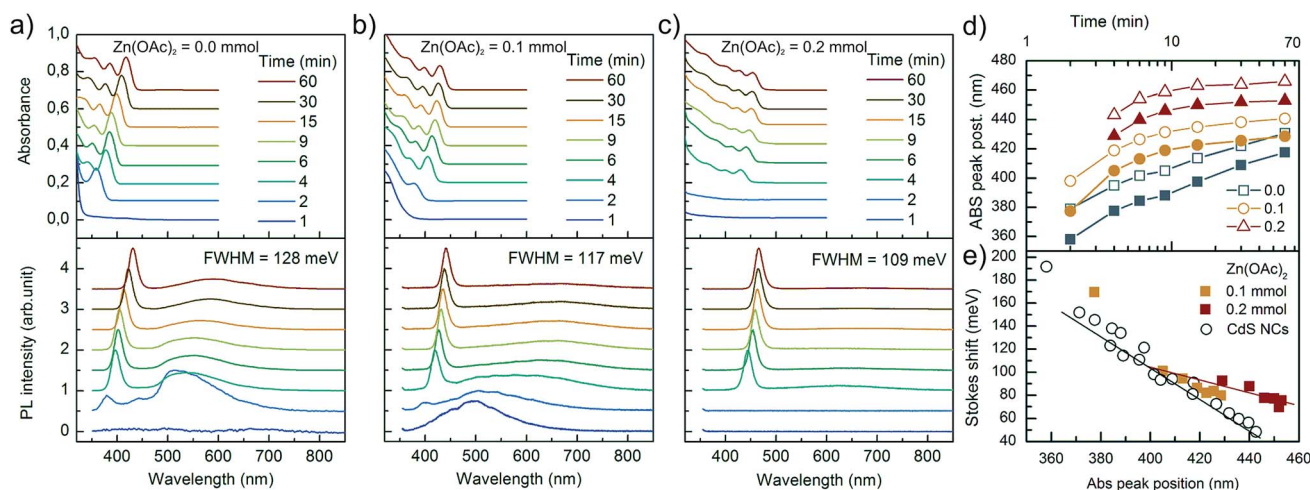 a)
Zn(OAc)2 = 0.0 mmol
Time (min)
60
30
15
9
6
4
2
1
1,0
0,8
0,6
0,4
0,2
0,0
Absorbance
FWHM = 128 meV
4
3
2
1
0
PL intensity (arb.unit)
400 500 600 700 800
Wavelength (nm)
b)
Zn(OAc)2 = 0.1 mmol
Time (min)
60
30
15
9
6
4
2
1
FWHM = 117 meV
400 500 600 700 800
Wavelength (nm)
c)
Zn(OAc)2 = 0.2 mmol
Time (min)
60
30
15
9
6
4
2
1
FWHM = 109 meV
400 500 600 700 800
Wavelength (nm)
d)
Time (min)
1 10 70
480
460
440
420
400
380
360
ABS peak post. (nm)
0.0
0.1
0.2
e)
200
180
160
140
120
100
80
60
40
Stokes shift (meV)
Zn(OAc)2
0.1 mmol
0.2 mmol
CdS NCs
360 380 400 420 440 460
Abs peak position (nm)